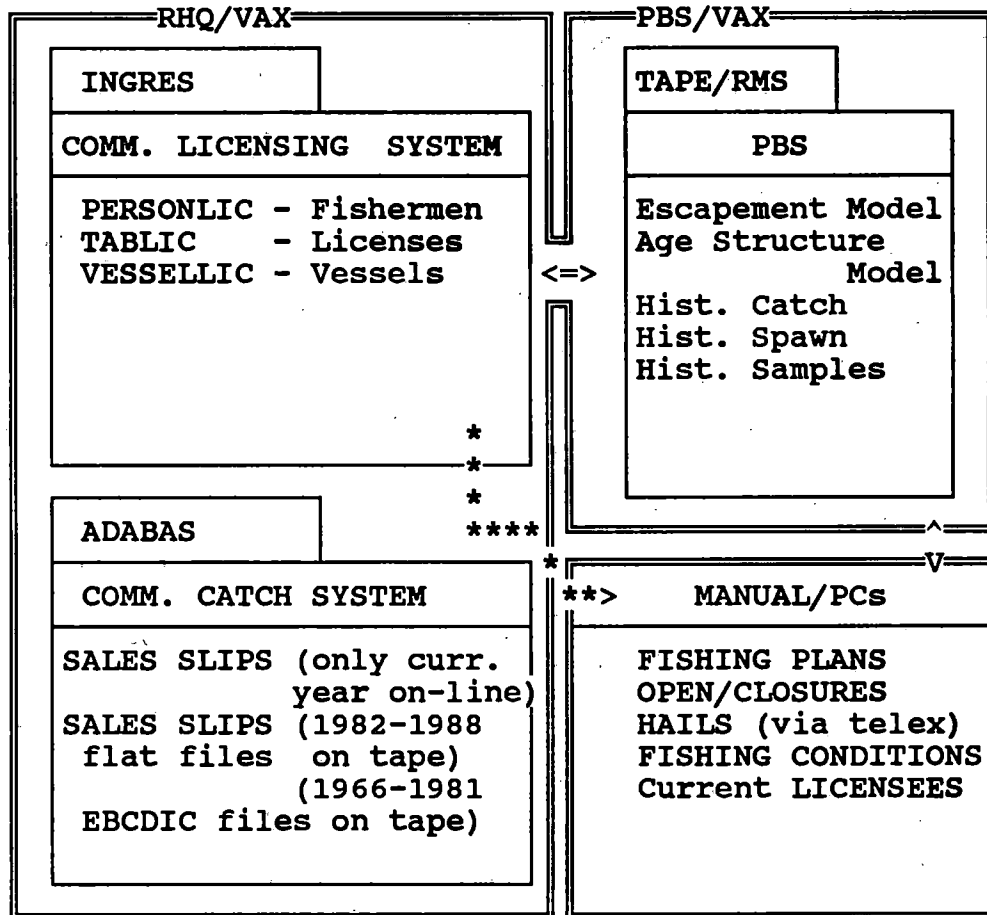 RHQ/VAX
INGRES
COMM. LICENSING SYSTEM
PERSONLIC - Fishermen
TABLIC - Licenses
VESSELLIC - Vessels
*
*
*
****
*
ADABAS
COMM. CATCH SYSTEM
SALES SLIPS (only curr.
year on-line)
SALES SLIPS (1982-1988
flat files on tape)
(1966-1981
EBCDIC files on tape)
<=>
PBS/VAX
TAPE/RMS
PBS
Escapement Model
Age Structure
Model
Hist. Catch
Hist. Spawn
Hist. Samples
^
V
**> MANUAL/PCs
FISHING PLANS
OPEN/CLOSURES
HAILS (via telex)
FISHING CONDITIONS
Current LICENSEES